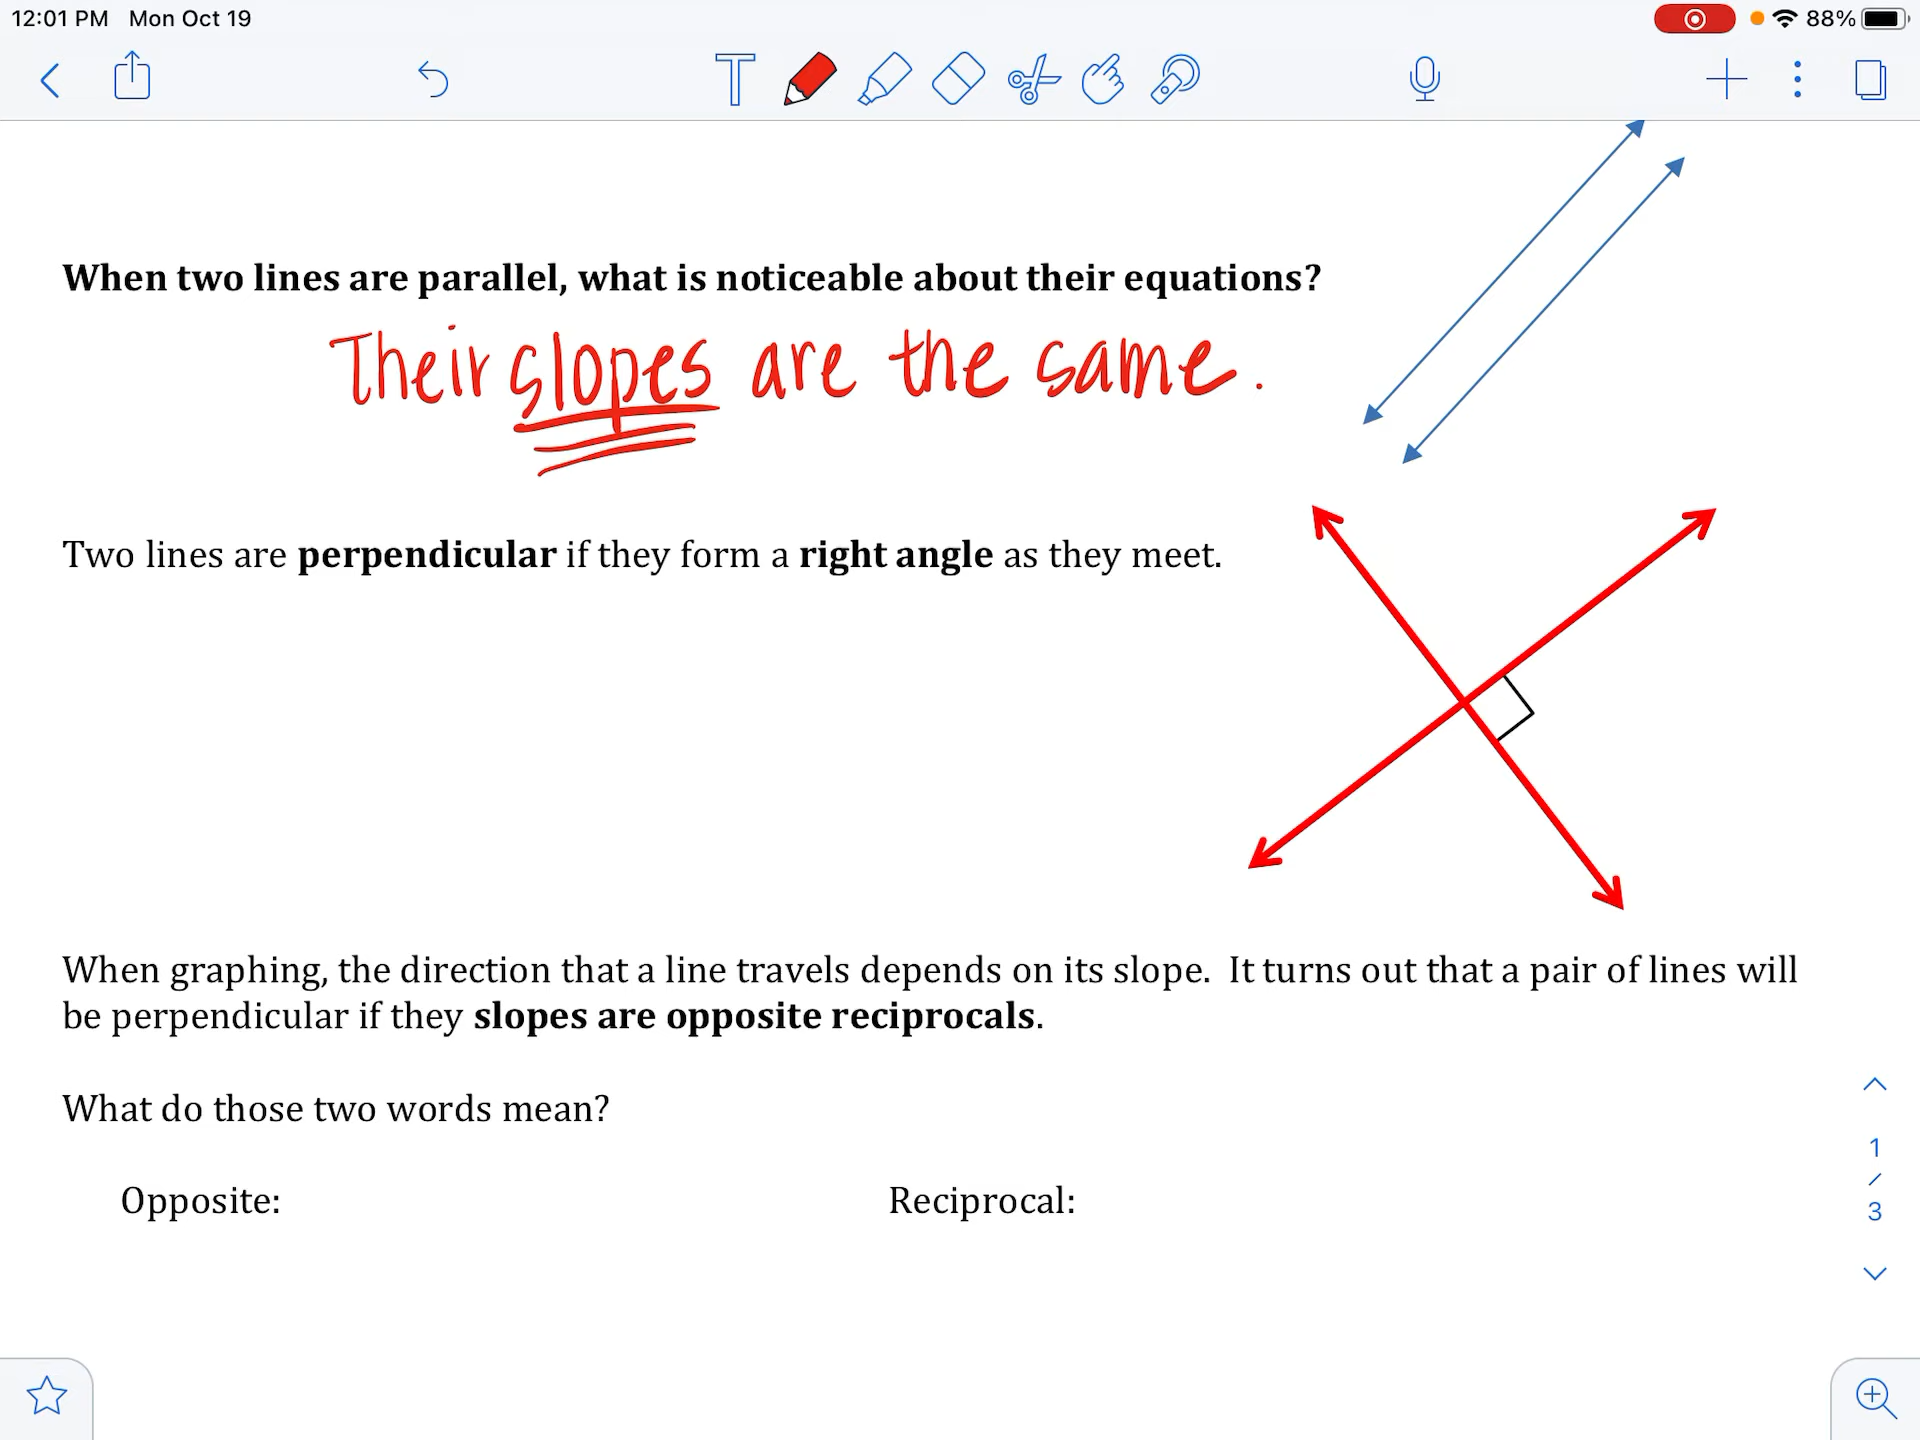 12:01 PM Mon Oct 19
88%
T
When two lines are parallel, what is noticeable about their equations?
Their slopes are the same.
Two lines are perpendicular if they form a right angle as they meet.
When graphing, the direction that a line travels depends on its slope. It turns out that a pair of lines will
be perpendicular if they slopes are opposite reciprocals.
What do those two words mean?
Opposite: Reciprocal:
1
/
3